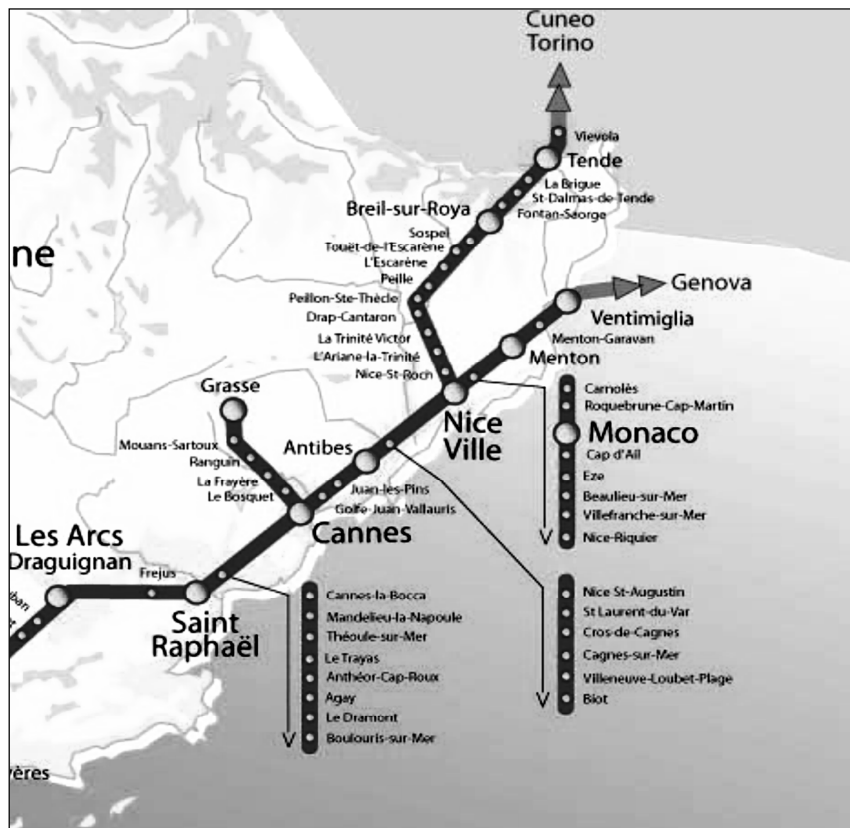 Cuneo
Torino
Vievola
Tende
La Brigue
St-Dalmas-de-Tende
Fontan-Saorge
Breil-sur-Roya
Sospel
Touët-de-l'Escarène
L'Escarène
Peille
Peillon-Ste-Thècle
Drap-Cantaron
La Trinité Victor
L'Ariane-la-Trinité
Nice-St-Roch
ne
Genova
Ventimiglia
Menton-Garavan
Menton
Grasse
Mouans-Sartoux
Ranguin
La Frayère
Le Bosquet
Antibes
Nice
Ville
Juan-les-Pins
Golfe-Juan-Vallauris
Cannes
Carnolès
Roquebrune-Cap-Martin
Monaco
Cap d'Ail
Eze
Beaulieu-sur-Mer
Villefranche-sur-Mer
Nice-Riquier
Les Arcs
Draguignan
Frejus
Saint
Raphaël
Cannes-la-Bocca
Mandelieu-la-Napoule
Théoule-sur-Mer
Le Trayas
Anthéor-Cap-Roux
Agay
Le Dramont
Boulouris-sur-Mer
Nice St-Augustin
St Laurent-du-Var
Cros-de-Cagnes
Cagnes-sur-Mer
Villeneuve-Loubet-Plage
Biot
yères